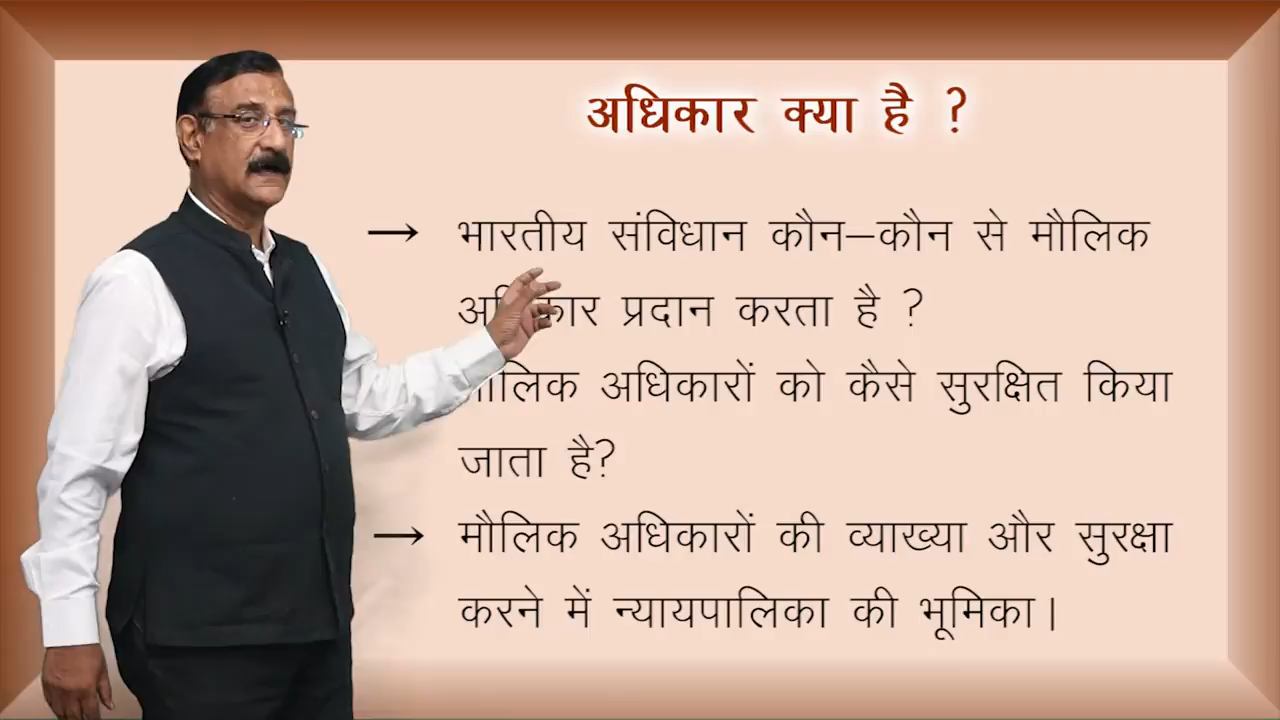 अधिकार क्या है ?
→ भारतीय संविधान कौन–कौन से मौलिक
प्रदान करता है ?
अधिकारों को कैसे सुरक्षित किया
जाता है?
→ मौलिक अधिकारों की व्याख्या और सुरक्षा
करने में न्यायपालिका की भूमिका।